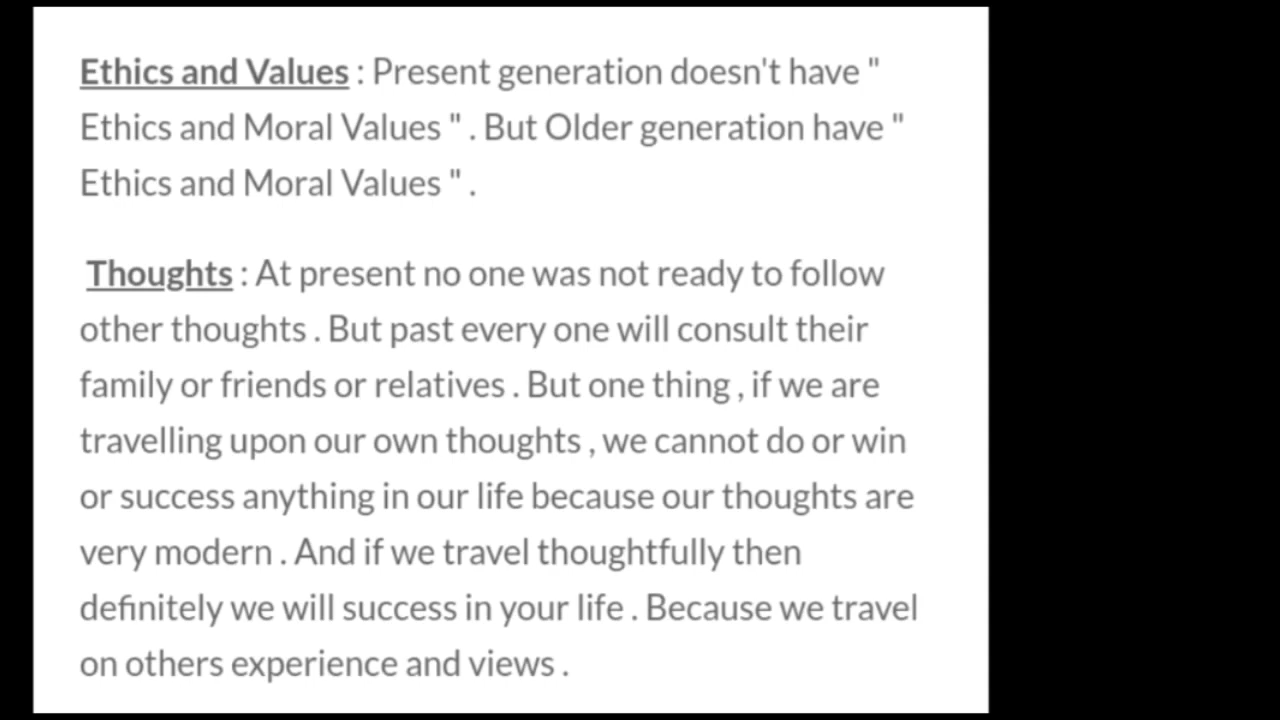 Ethics and Values : Present generation doesn't have "
Ethics and Moral Values " . But Older generation have "
Ethics and Moral Values " .
Thoughts : At present no one was not ready to follow
other thoughts . But past every one will consult their
family or friends or relatives . But one thing , if we are
travelling upon our own thoughts , we cannot do or win
or success anything in our life because our thoughts are
very modern . And if we travel thoughtfully then
definitely we will success in your life . Because we travel
on others experience and views .